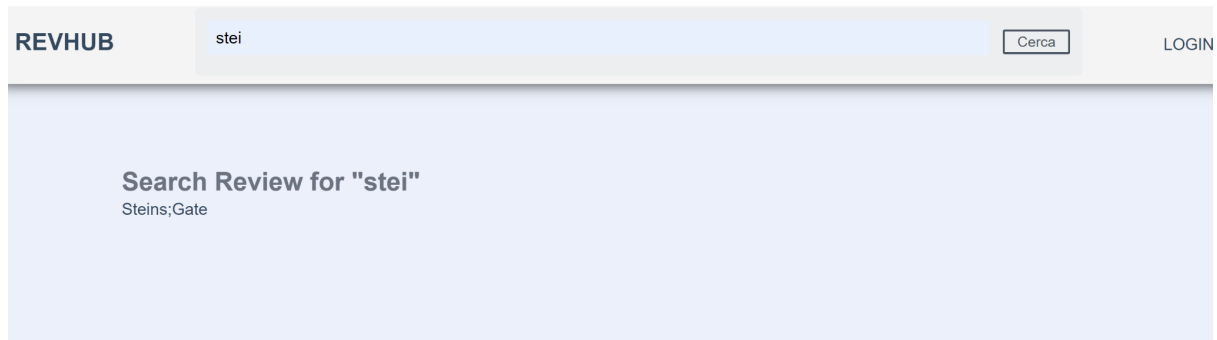 REVHUB
stei
Cerca
LOGIN
Search Review for "stei"
Steins;Gate